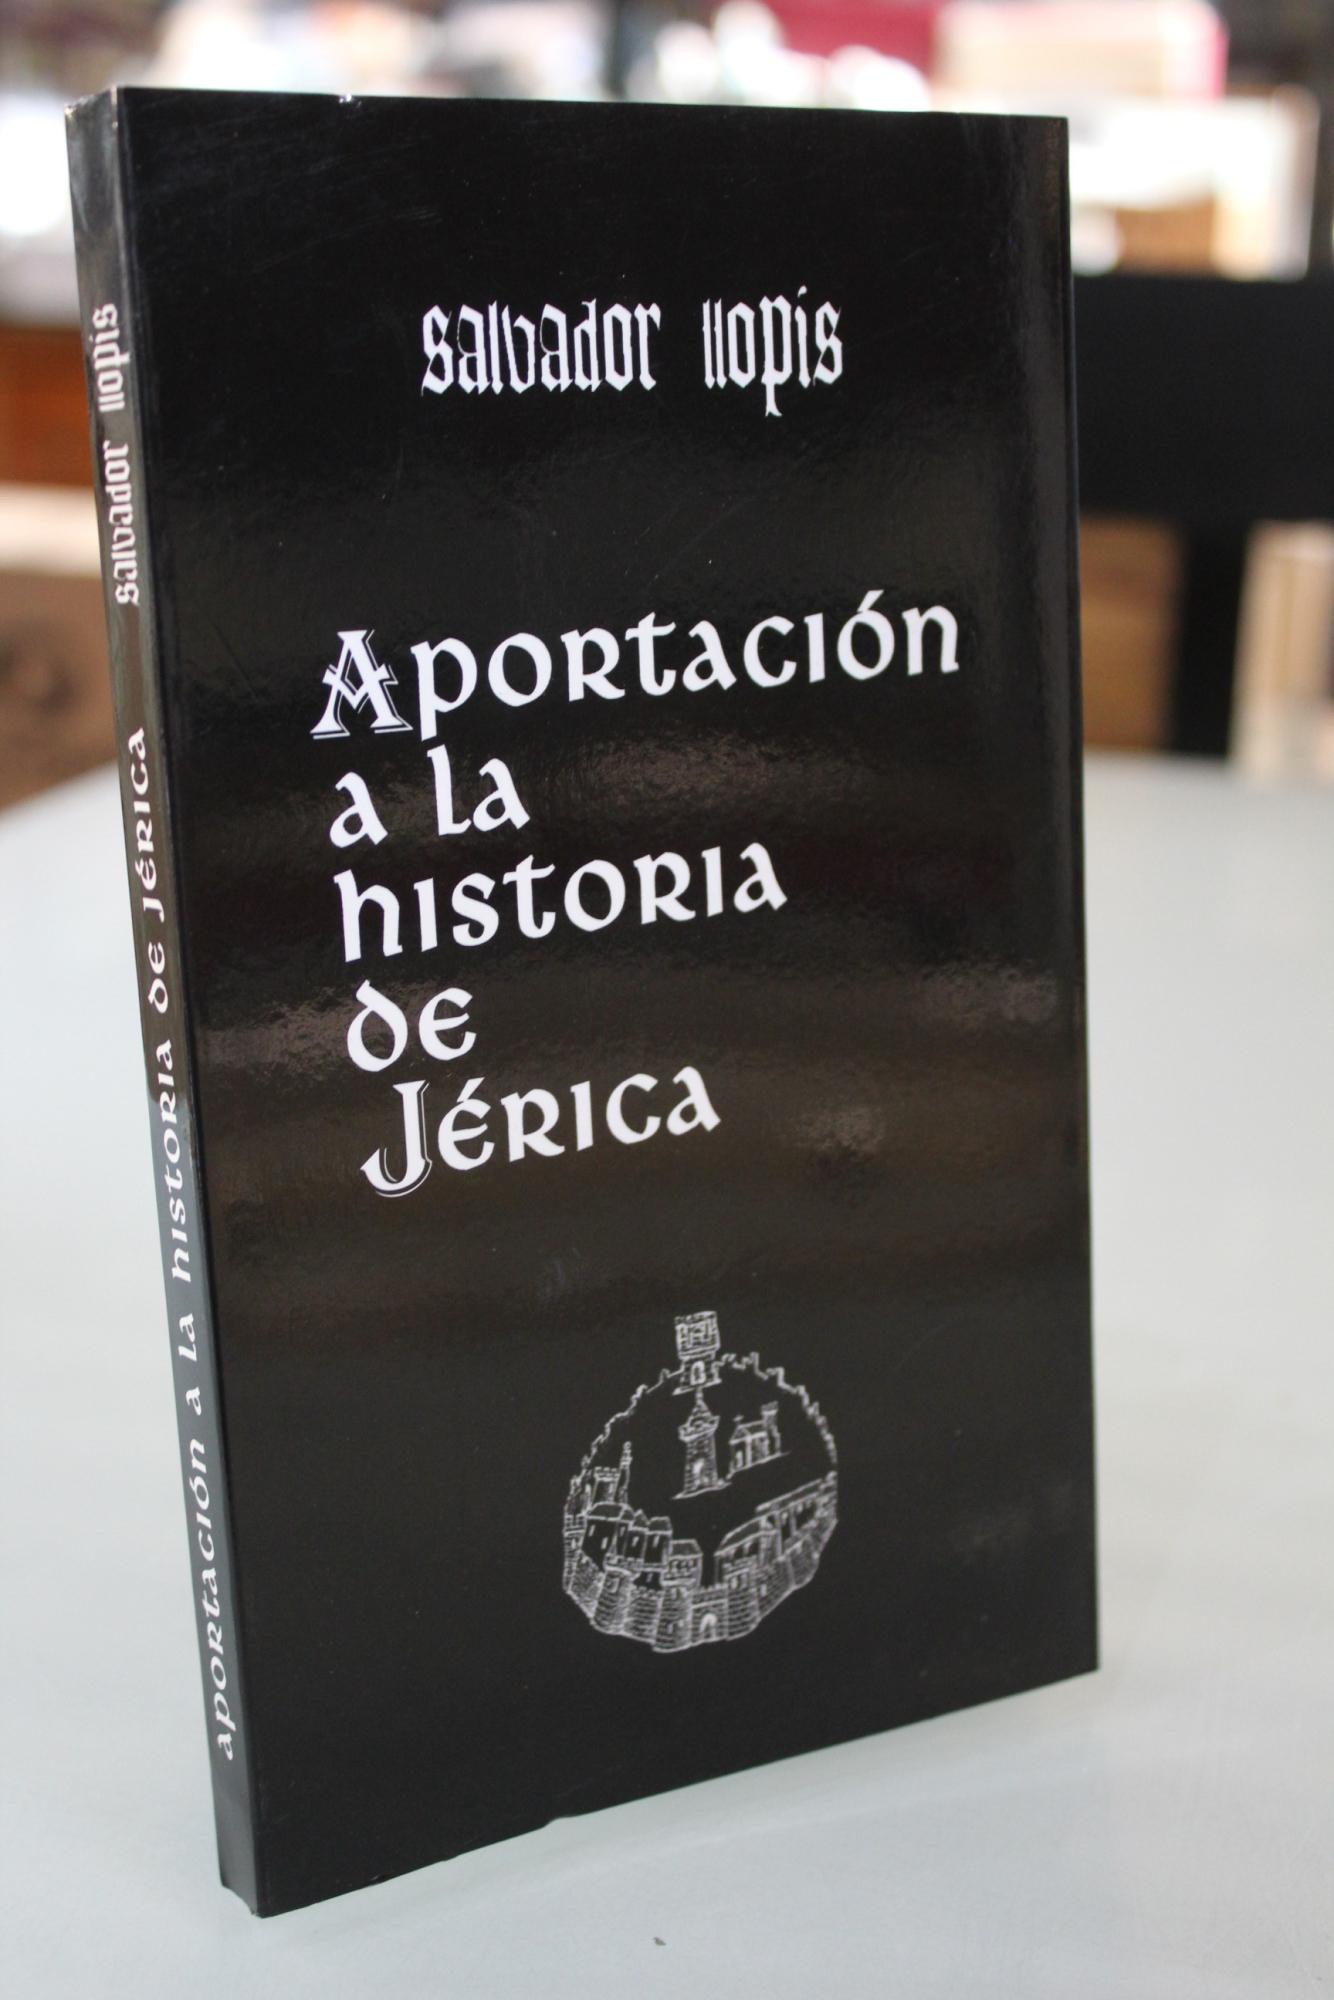 salvador llopis
Aportación
a la
historia
de
Jérica
salvador llopis
aportación a la historia de Jérica